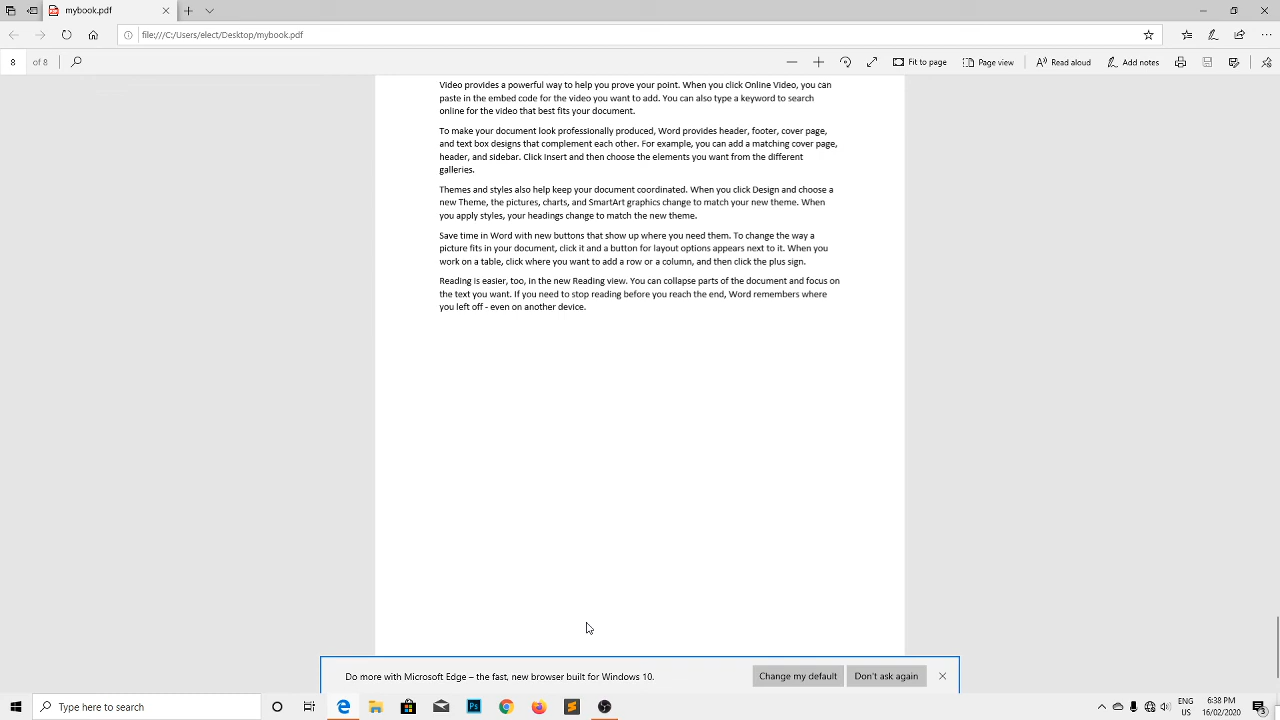 mybook.pdf
file:///C:/Users/elect/Desktop/mybook.pdf
8 of 8 Fit to page Page view Read aloud Add notes
Video provides a powerful way to help you prove your point. When you click Online Video, you can
paste in the embed code for the video you want to add. You can also type a keyword to search
online for the video that best fits your document.
To make your document look professionally produced, Word provides header, footer, cover page,
and text box designs that complement each other. For example, you can add a matching cover page,
header, and sidebar. Click Insert and then choose the elements you want from the different
galleries.
Themes and styles also help keep your document coordinated. When you click Design and choose a
new Theme, the pictures, charts, and SmartArt graphics change to match your new theme. When
you apply styles, your headings change to match the new theme.
Save time in Word with new buttons that show up where you need them. To change the way a
picture fits in your document, click it and a button for layout options appears next to it. When you
work on a table, click where you want to add a row or a column, and then click the plus sign.
Reading is easier, too, in the new Reading view. You can collapse parts of the document and focus on
the text you want. If you need to stop reading before you reach the end, Word remembers where
you left off - even on another device.
Do more with Microsoft Edge – the fast, new browser built for Windows 10. Change my default Don't ask again
Type here to search
ENG 6:38 PM
US 16/02/2020